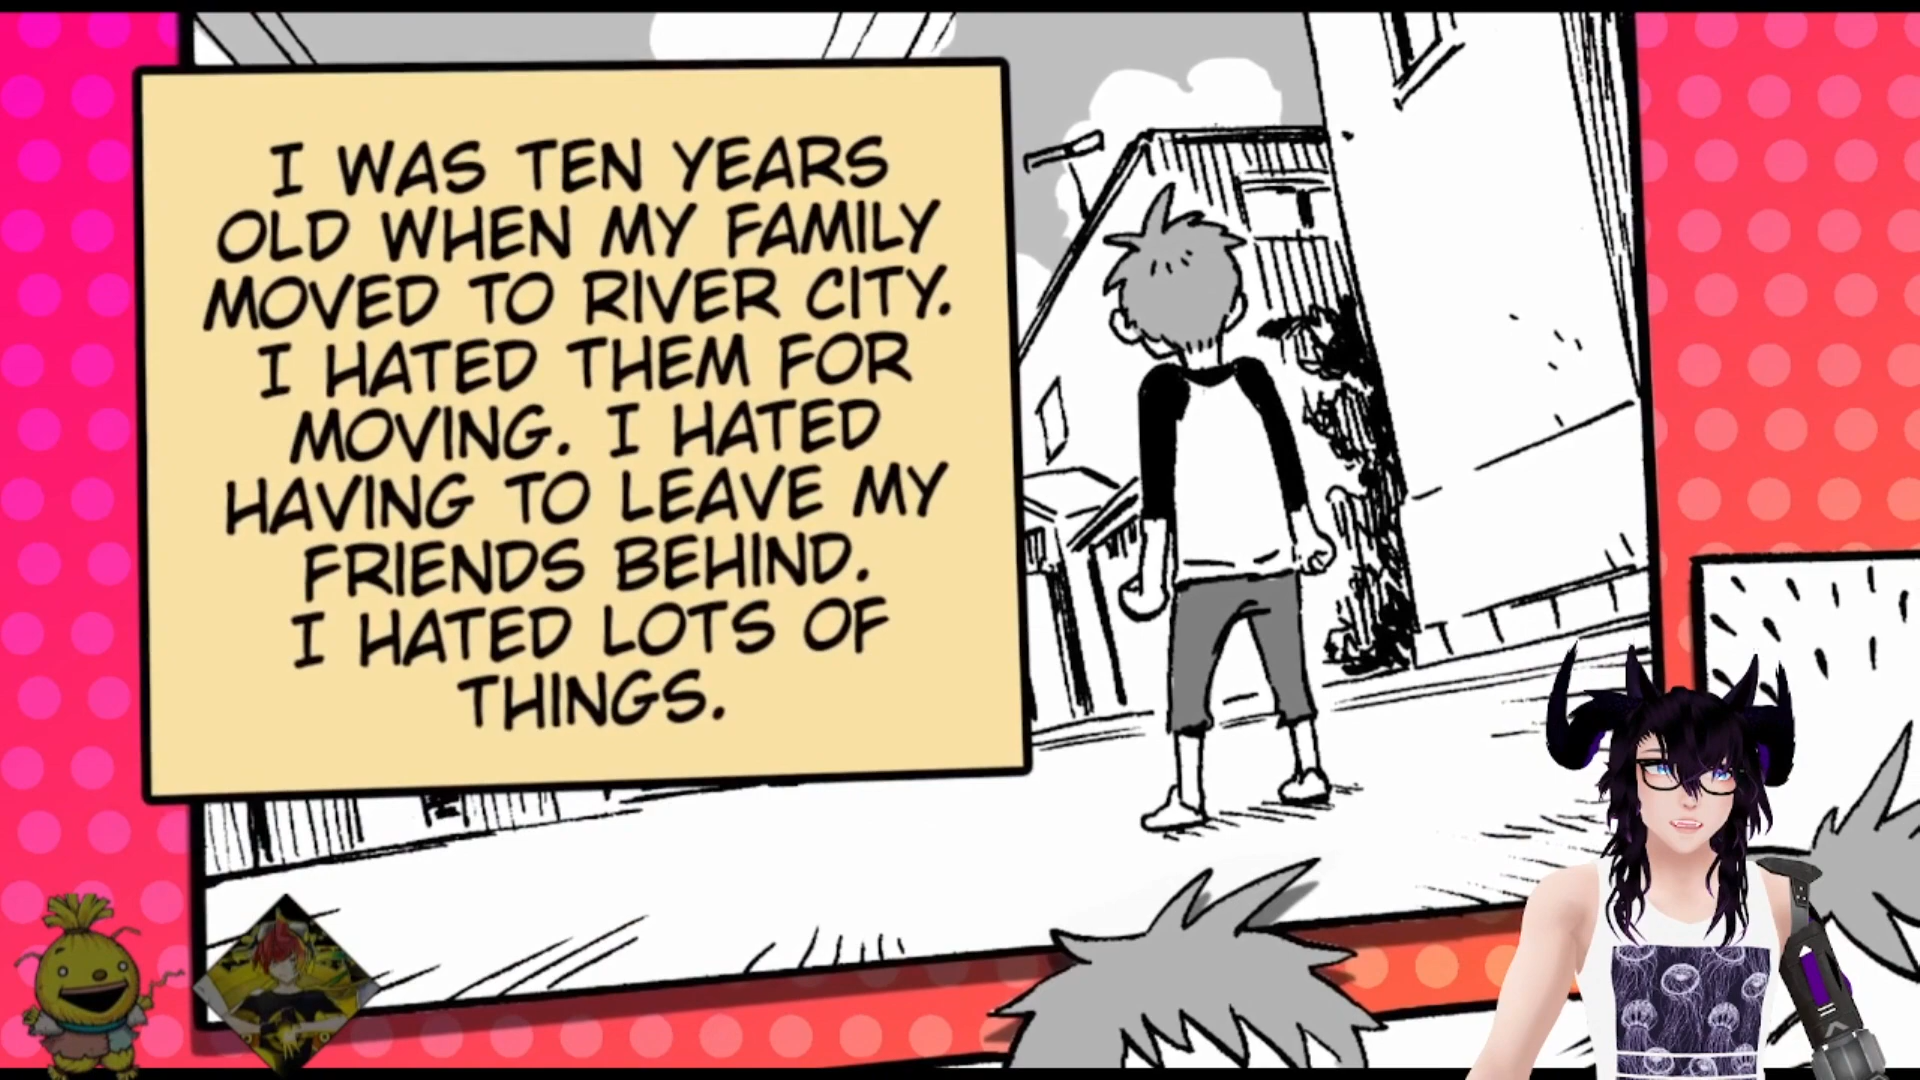 I WAS TEN YEARS
OLD WHEN MY FAMILY
MOVED TO RIVER CITY.
I HATED THEM FOR
MOVING. I HATED
HAVING TO LEAVE MY
FRIENDS BEHIND.
I HATED LOTS OF
THINGS.